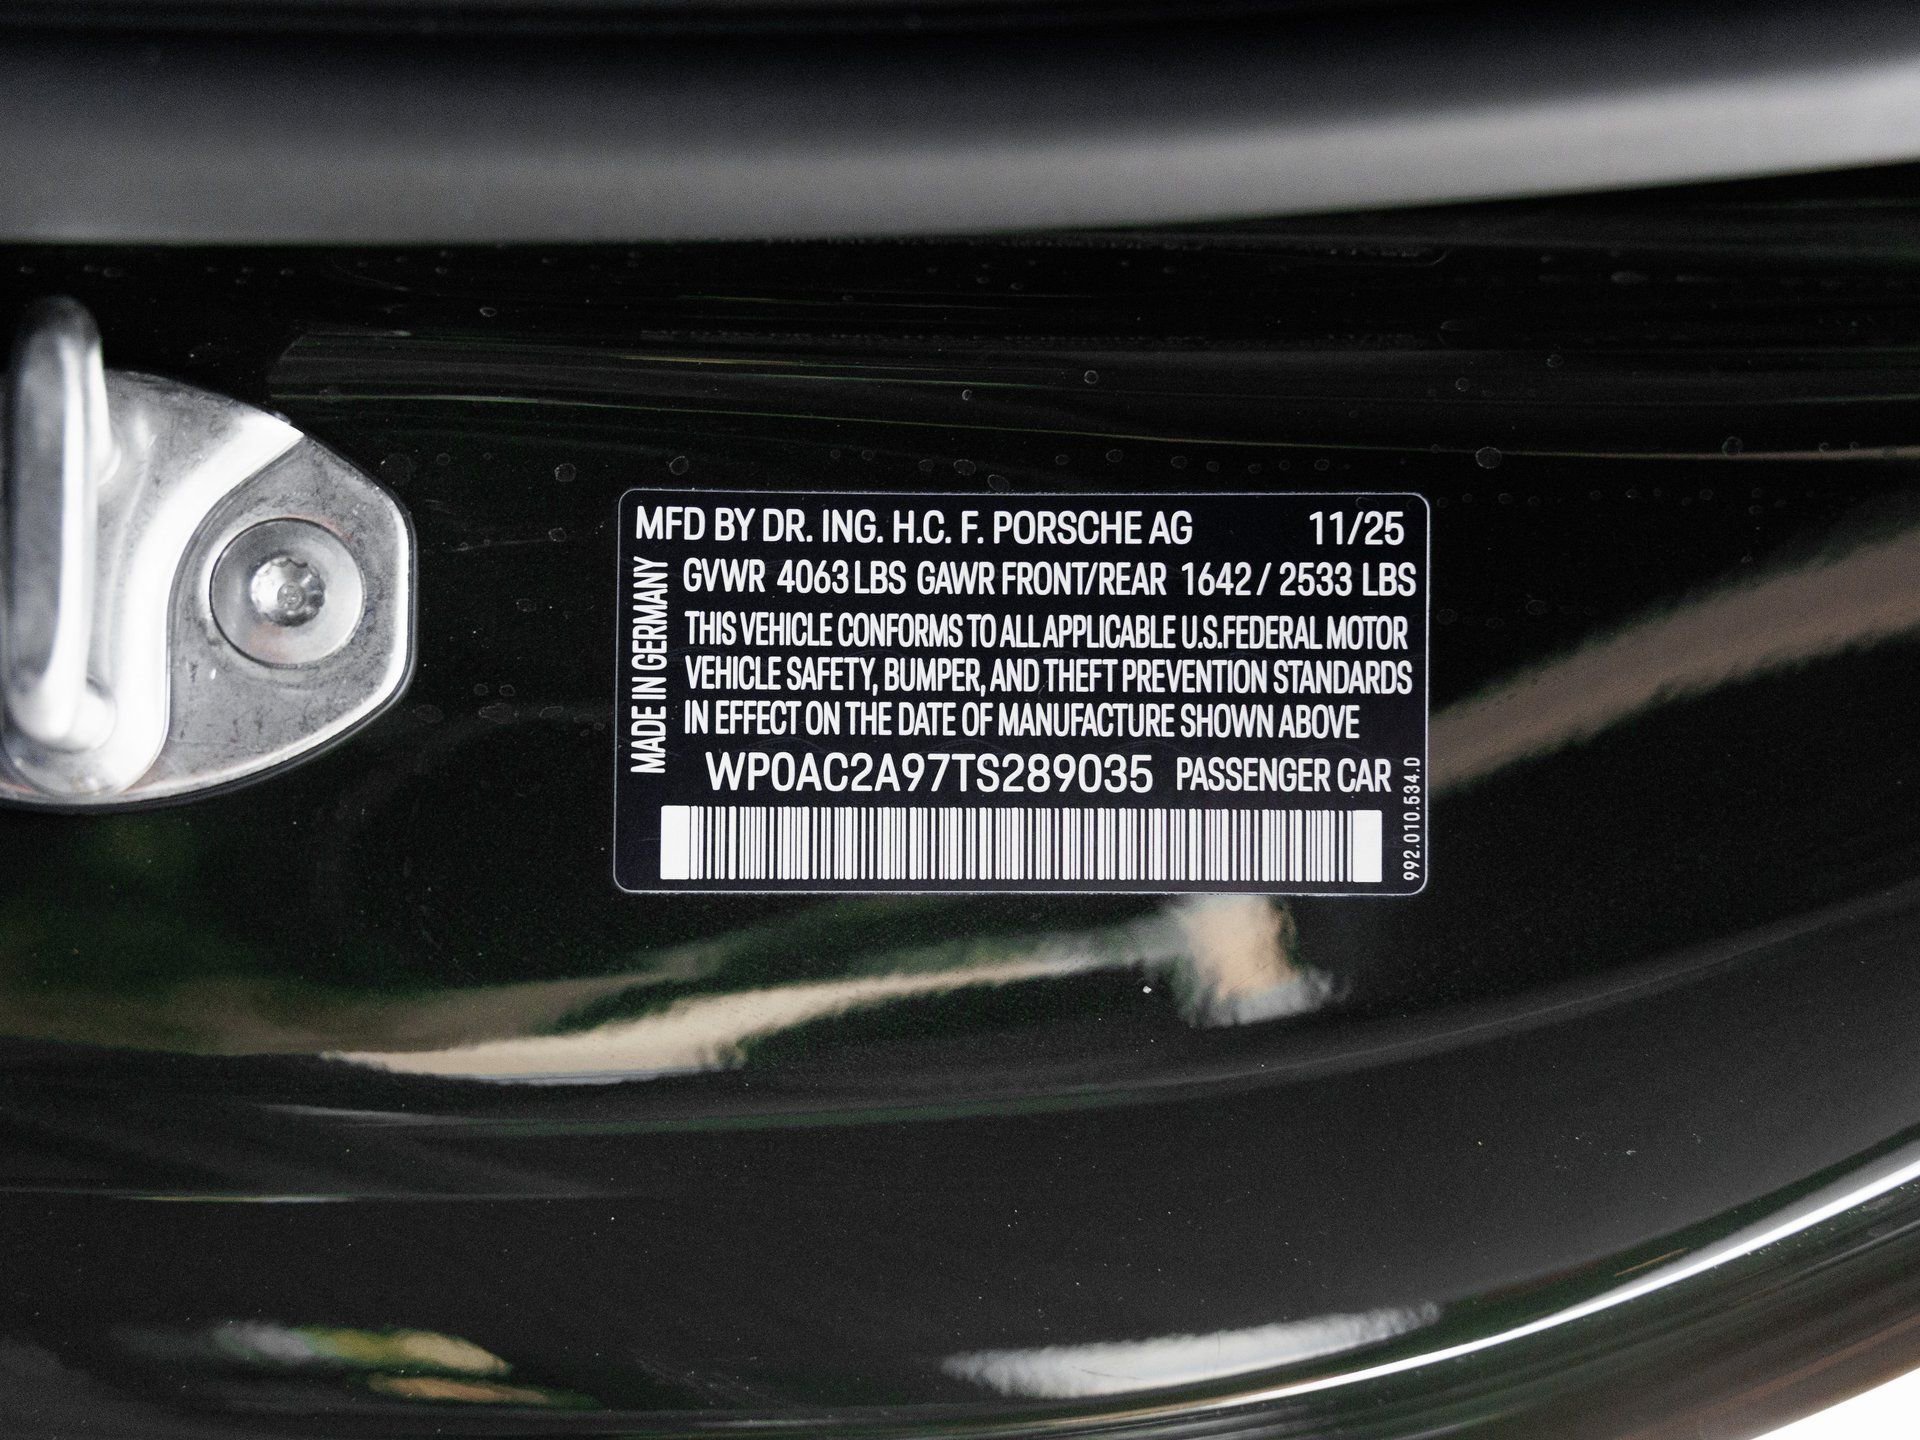 MFD BY DR. ING. H.C. F. PORSCHE AG 11/25
GVWR 4063 LBS GAWR FRONT/REAR 1642 / 2533 LBS
THIS VEHICLE CONFORMS TO ALL APPLICABLE U.S.FEDERAL MOTOR
VEHICLE SAFETY, BUMPER, AND THEFT PREVENTION STANDARDS
IN EFFECT ON THE DATE OF MANUFACTURE SHOWN ABOVE
MADE IN GERMANY
WP0AC2A97TS289035 PASSENGER CAR
992.010.534.D